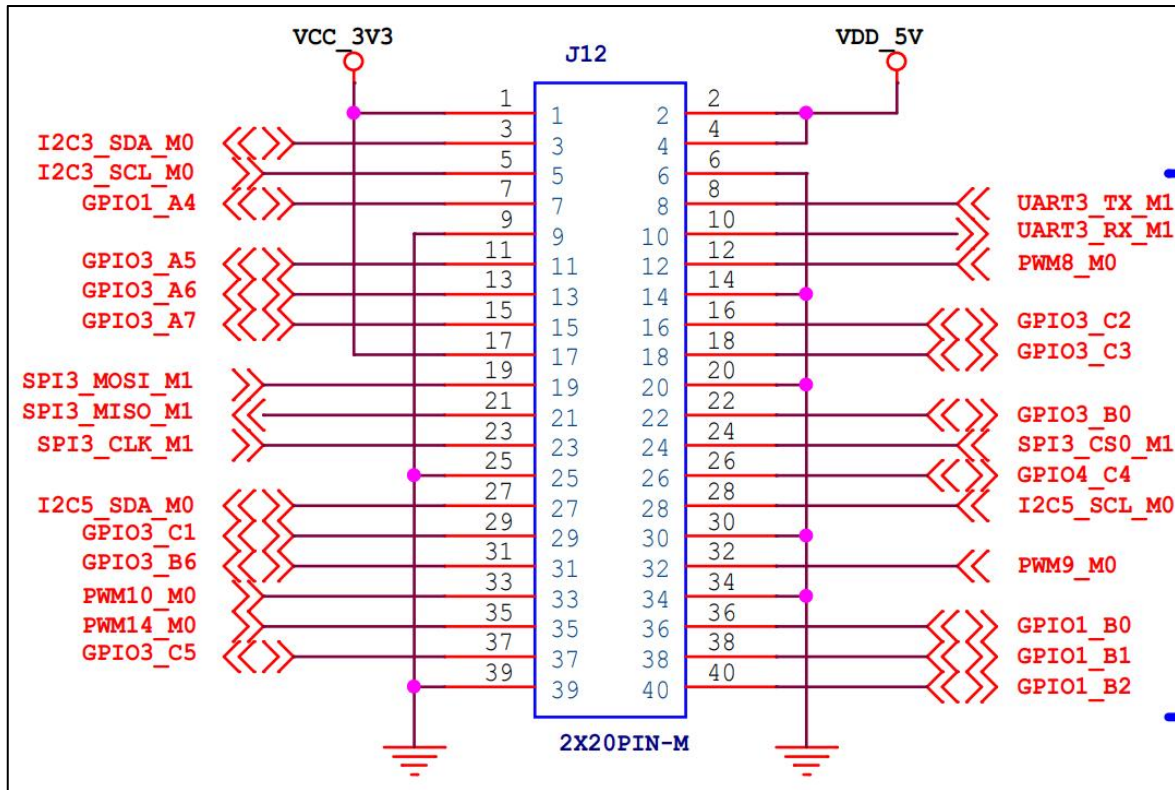 VCC_3V3 VDD_5V
J12
1 1 2 2
I2C3_SDA_M0 3 3 4 4
I2C3_SCL_M0 5 5 6 6
GPIO1_A4 7 7 8 8 UART3_TX_M1
9 9 10 10 UART3_RX_M1
GPIO3_A5 11 11 12 12 PWM8_M0
GPIO3_A6 13 13 14 14
GPIO3_A7 15 15 16 16 GPIO3_C2
17 17 18 18 GPIO3_C3
SPI3_MOSI_M1 19 19 20 20
SPI3_MISO_M1 21 21 22 22 GPIO3_B0
SPI3_CLK_M1 23 23 24 24 SPI3_CS0_M1
25 25 26 26 GPIO4_C4
I2C5_SDA_M0 27 27 28 28 I2C5_SCL_M0
GPIO3_C1 29 29 30 30
GPIO3_B6 31 31 32 32 PWM9_M0
PWM10_M0 33 33 34 34
PWM14_M0 35 35 36 36 GPIO1_B0
GPIO3_C5 37 37 38 38 GPIO1_B1
39 39 40 40 GPIO1_B2
2X20PIN-M